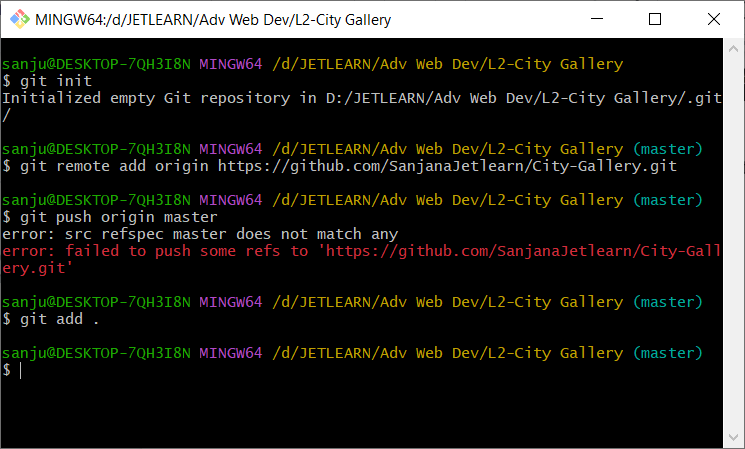 MINGW64:/d/JETLEARN/Adv Web Dev/L2-City Gallery
sanju@DESKTOP-7QH3I8N MINGW64 /d/JETLEARN/Adv Web Dev/L2-City Gallery
$ git init
Initialized empty Git repository in D:/JETLEARN/Adv Web Dev/L2-City Gallery/.git
/
sanju@DESKTOP-7QH3I8N MINGW64 /d/JETLEARN/Adv Web Dev/L2-City Gallery (master)
$ git remote add origin https://github.com/SanjanaJetlearn/City-Gallery.git
sanju@DESKTOP-7QH3I8N MINGW64 /d/JETLEARN/Adv Web Dev/L2-City Gallery (master)
$ git push origin master
error: src refspec master does not match any
error: failed to push some refs to 'https://github.com/SanjanaJetlearn/City-Gall
ery.git'
sanju@DESKTOP-7QH3I8N MINGW64 /d/JETLEARN/Adv Web Dev/L2-City Gallery (master)
$ git add .
sanju@DESKTOP-7QH3I8N MINGW64 /d/JETLEARN/Adv Web Dev/L2-City Gallery (master)
$